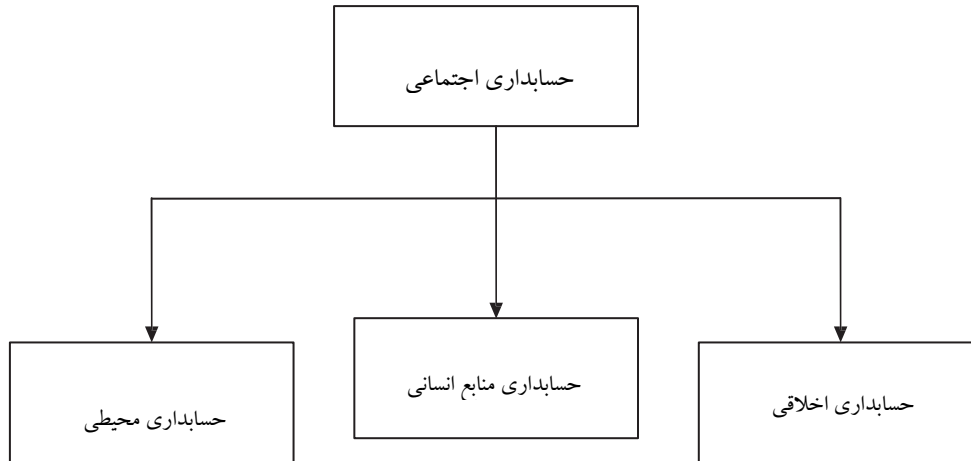 حسابداری اجتماعی
حسابداری اخلاقی
حسابداری منابع انسانی
حسابداری محیطی